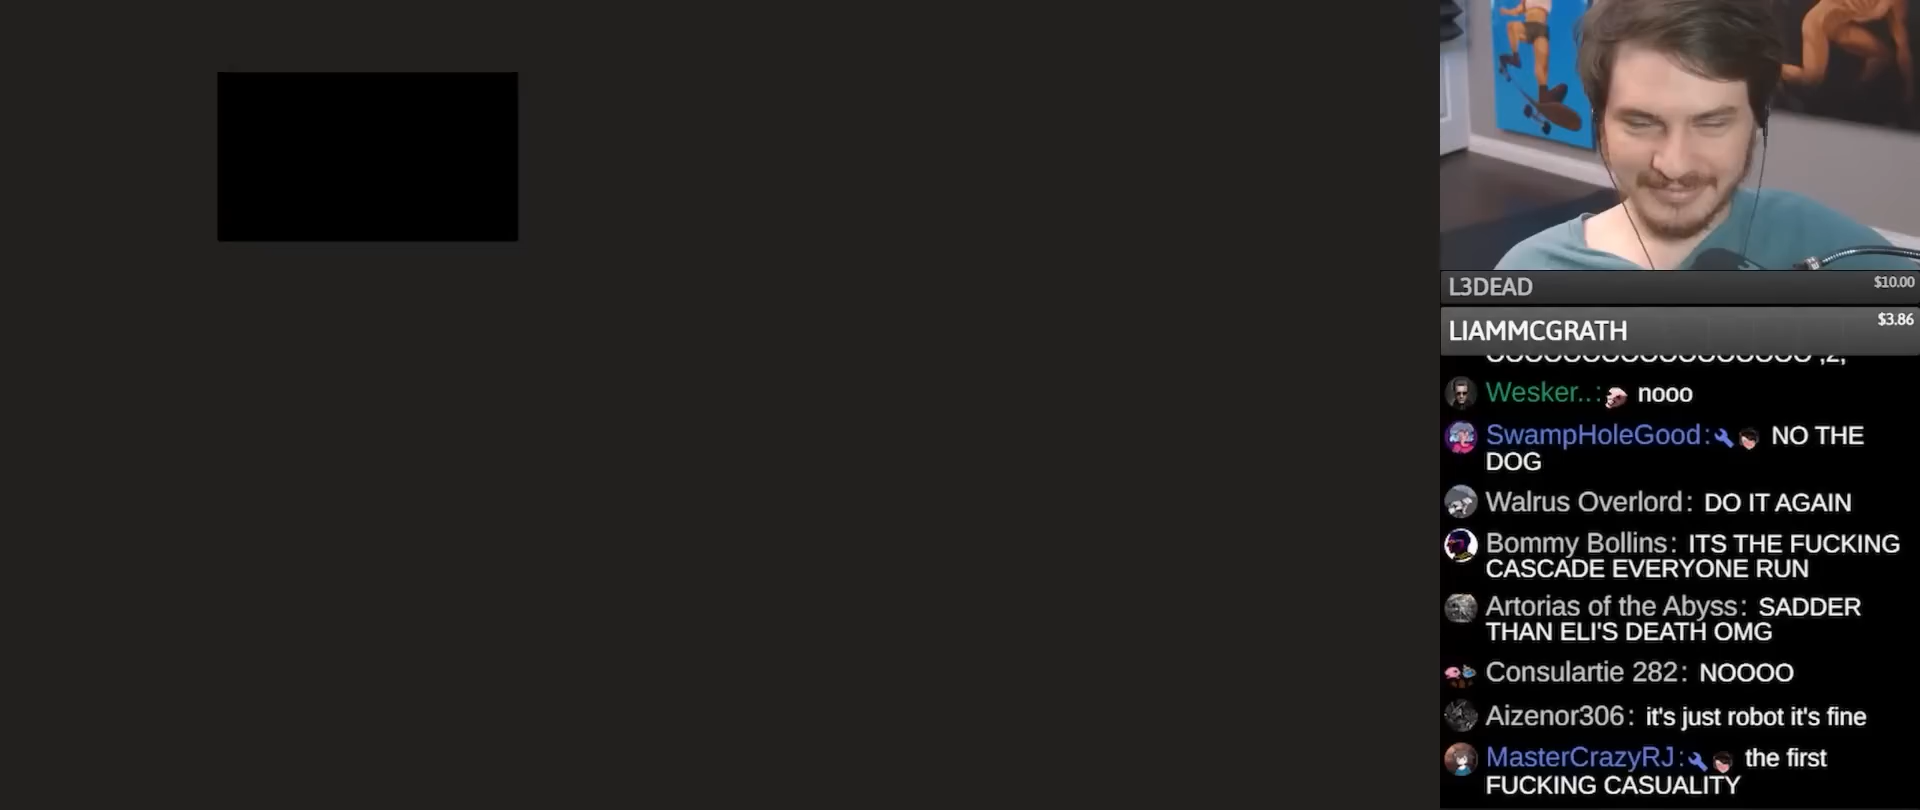 L3DEAD $10.00
LIAMMCGRATH $3.86
Wesker..: nooo
SwampHoleGood: NO THE
DOG
Walrus Overlord: DO IT AGAIN
Bommy Bollins: ITS THE FUCKING
CASCADE EVERYONE RUN
Artorias of the Abyss: SADDER
THAN ELI'S DEATH OMG
Consulartie 282: NOOOO
Aizenor306: it's just robot it's fine
MasterCrazyRJ: the first
FUCKING CASUALITY